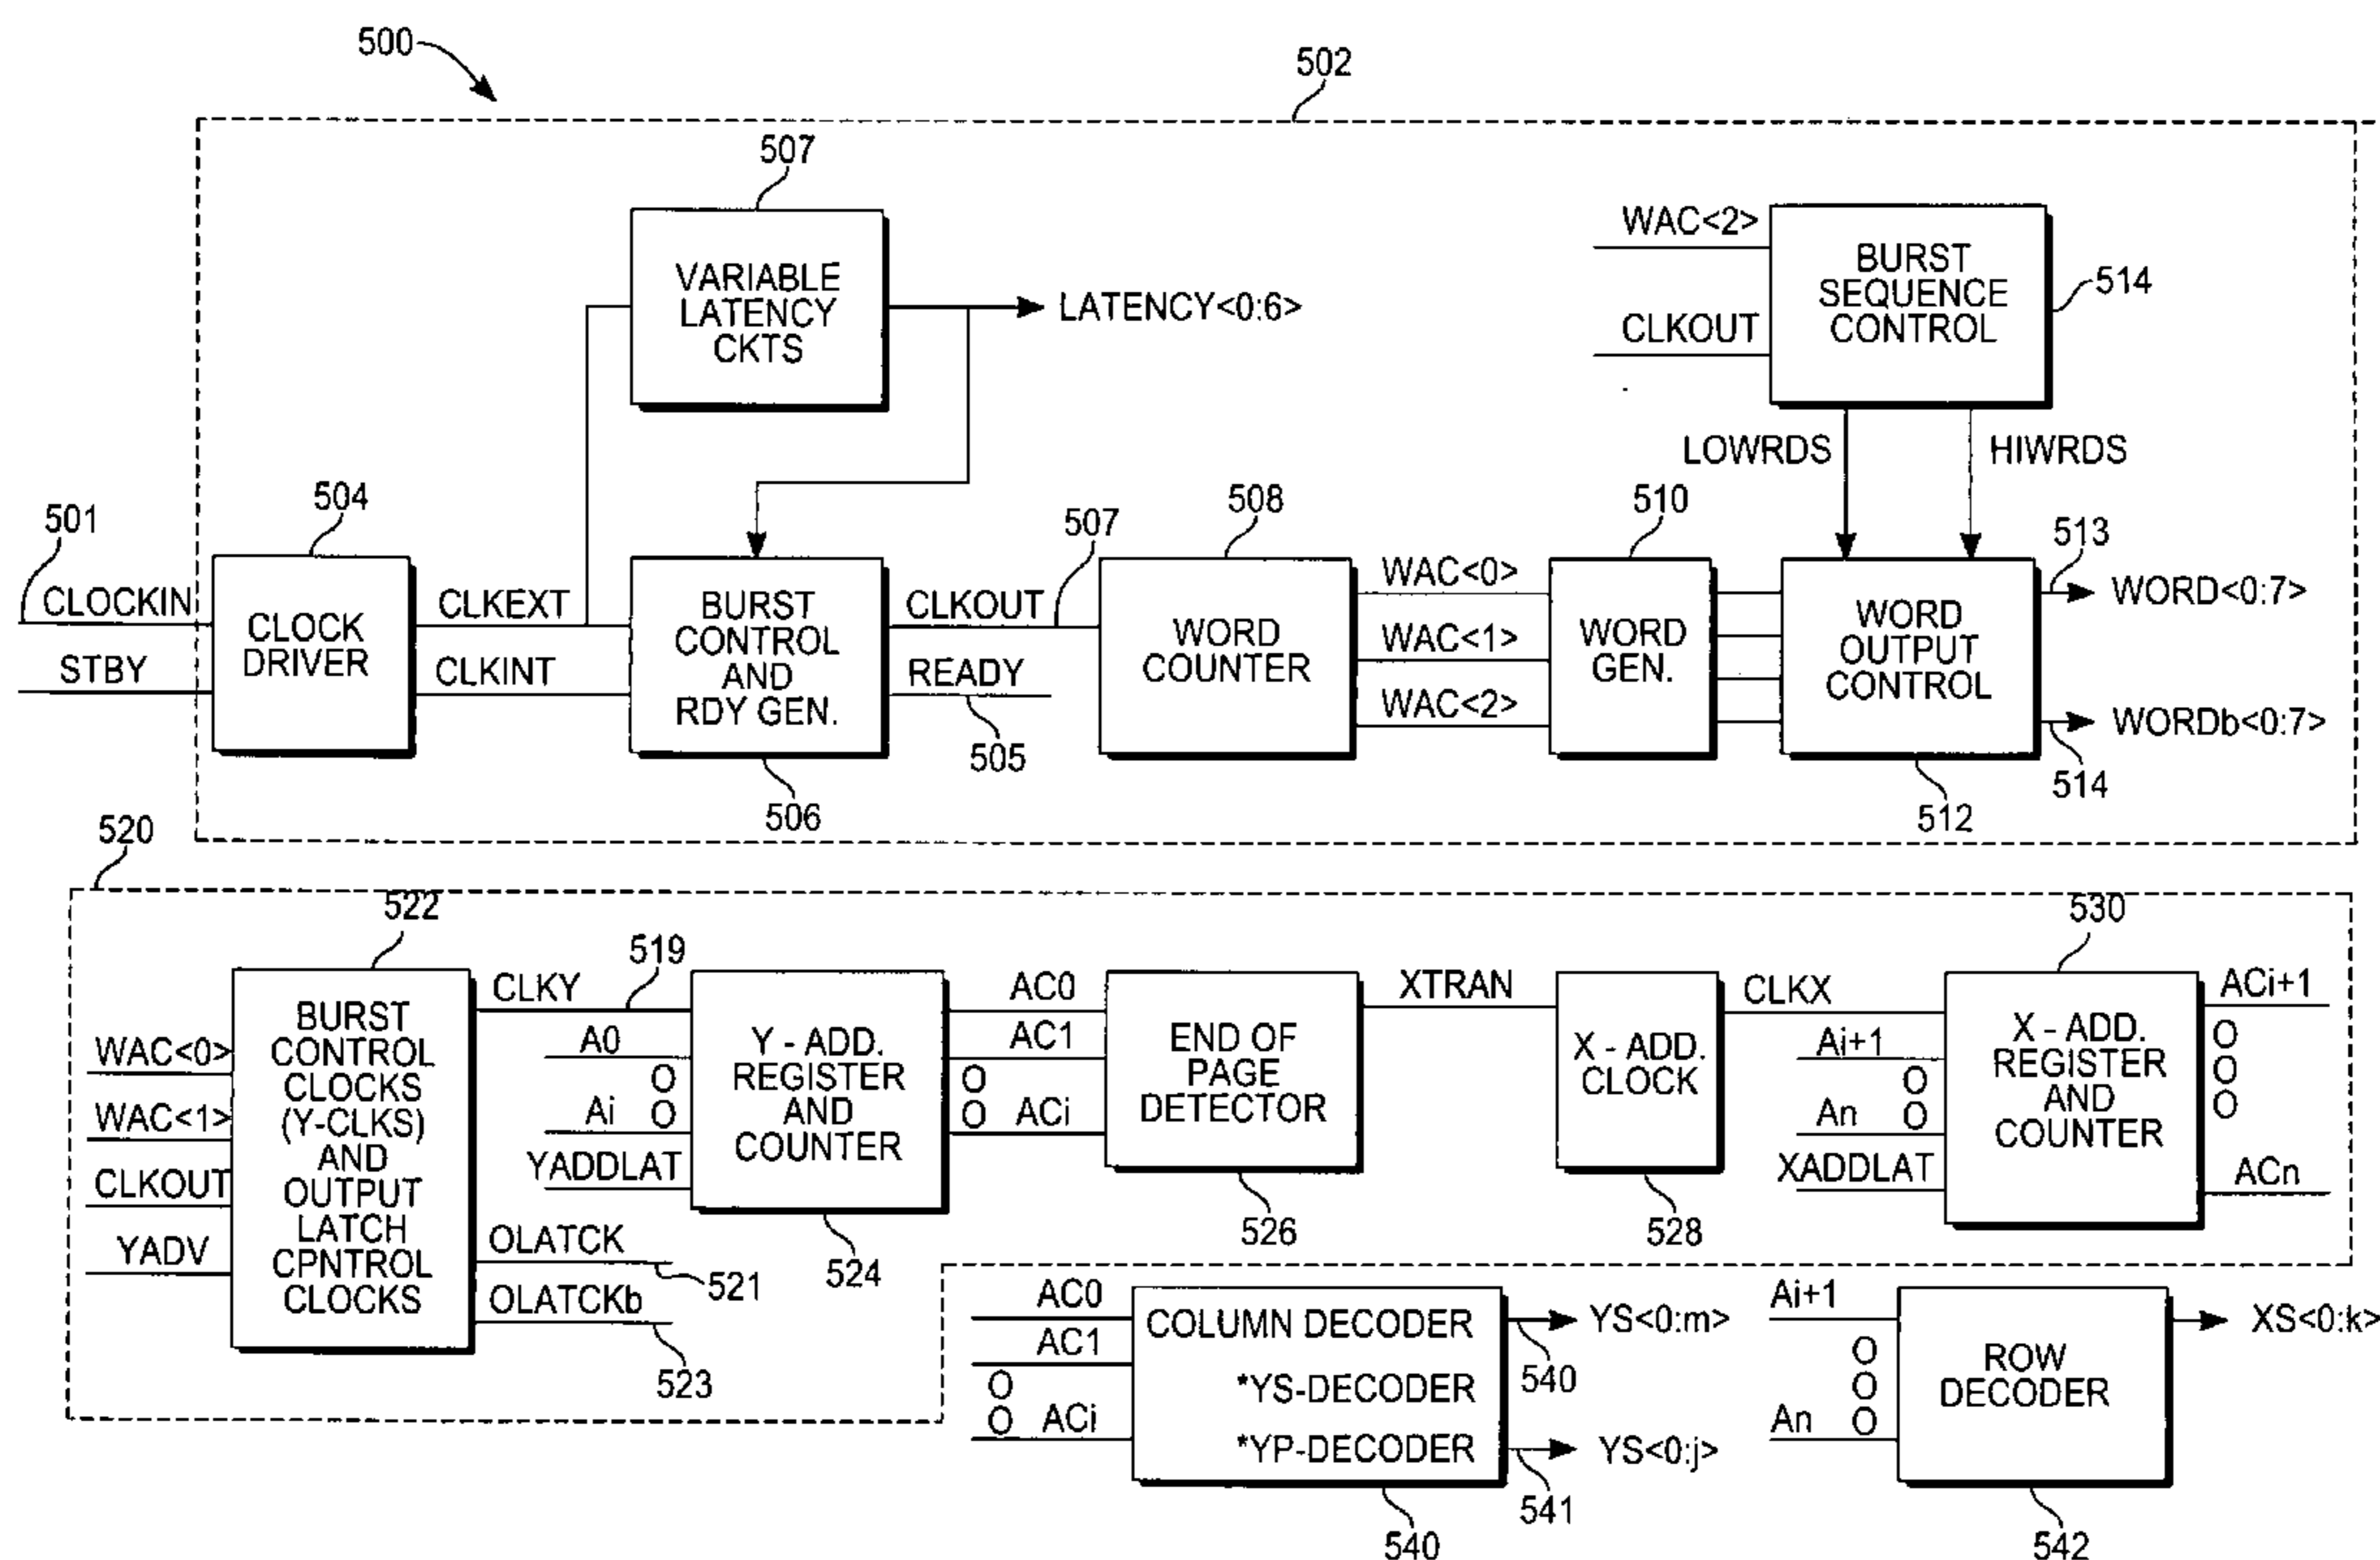 500
502
507
VARIABLE
LATENCY
CKTS
LATENCY<0:6>
WAC<2>
CLKOUT
BURST
SEQUENCE
CONTROL
514
LOWRDS
HIWRDS
501
CLOCKIN
STBY
504
CLOCK
DRIVER
CLKEXT
CLKINT
BURST
CONTROL
AND
RDY GEN.
506
CLKOUT
507
READY
505
508
WORD
COUNTER
WAC<0>
WAC<1>
WAC<2>
510
WORD
GEN.
WORD
OUTPUT
CONTROL
512
513
WORD<0:7>
WORDb<0:7>
514
520
522
WAC<0>
WAC<1>
CLKOUT
YADV
BURST
CONTROL
CLOCKS
(Y-CLKS)
AND
OUTPUT
LATCH
CPNTROL
CLOCKS
CLKY
519
OLATCK
521
OLATCKb
523
A0
Ai
YADDLAT
Y - ADD.
REGISTER
AND
COUNTER
524
AC0
AC1
ACi
END OF
PAGE
DETECTOR
526
XTRAN
X - ADD.
CLOCK
528
CLKX
Ai+1
An
XADDLAT
530
X - ADD.
REGISTER
AND
COUNTER
ACi+1
ACn
AC0
AC1
ACi
COLUMN DECODER
*YS-DECODER
*YP-DECODER
540
YS<0:m>
540
YS<0:j>
541
Ai+1
An
ROW
DECODER
542
XS<0:k>